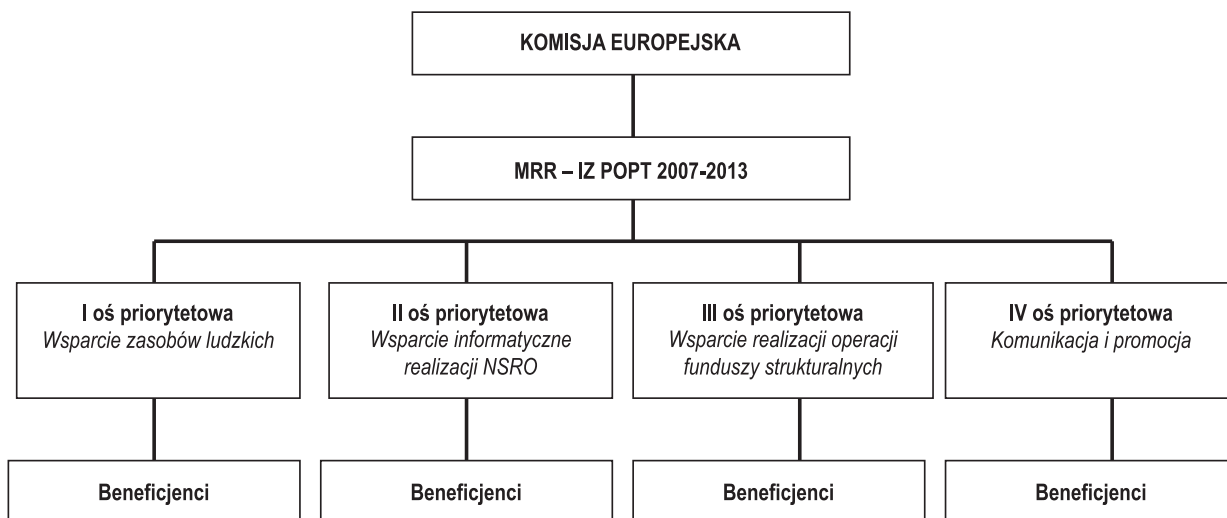 KOMISJA EUROPEJSKA
MRR – IZ POPT 2007-2013
I oś priorytetowa
Wsparcie zasobów ludzkich
II oś priorytetowa
Wsparcie informatyczne
realizacji NSRO
III oś priorytetowa
Wsparcie realizacji operacji
funduszy strukturalnych
IV oś priorytetowa
Komunikacja i promocja
Beneficjenci
Beneficjenci
Beneficjenci
Beneficjenci